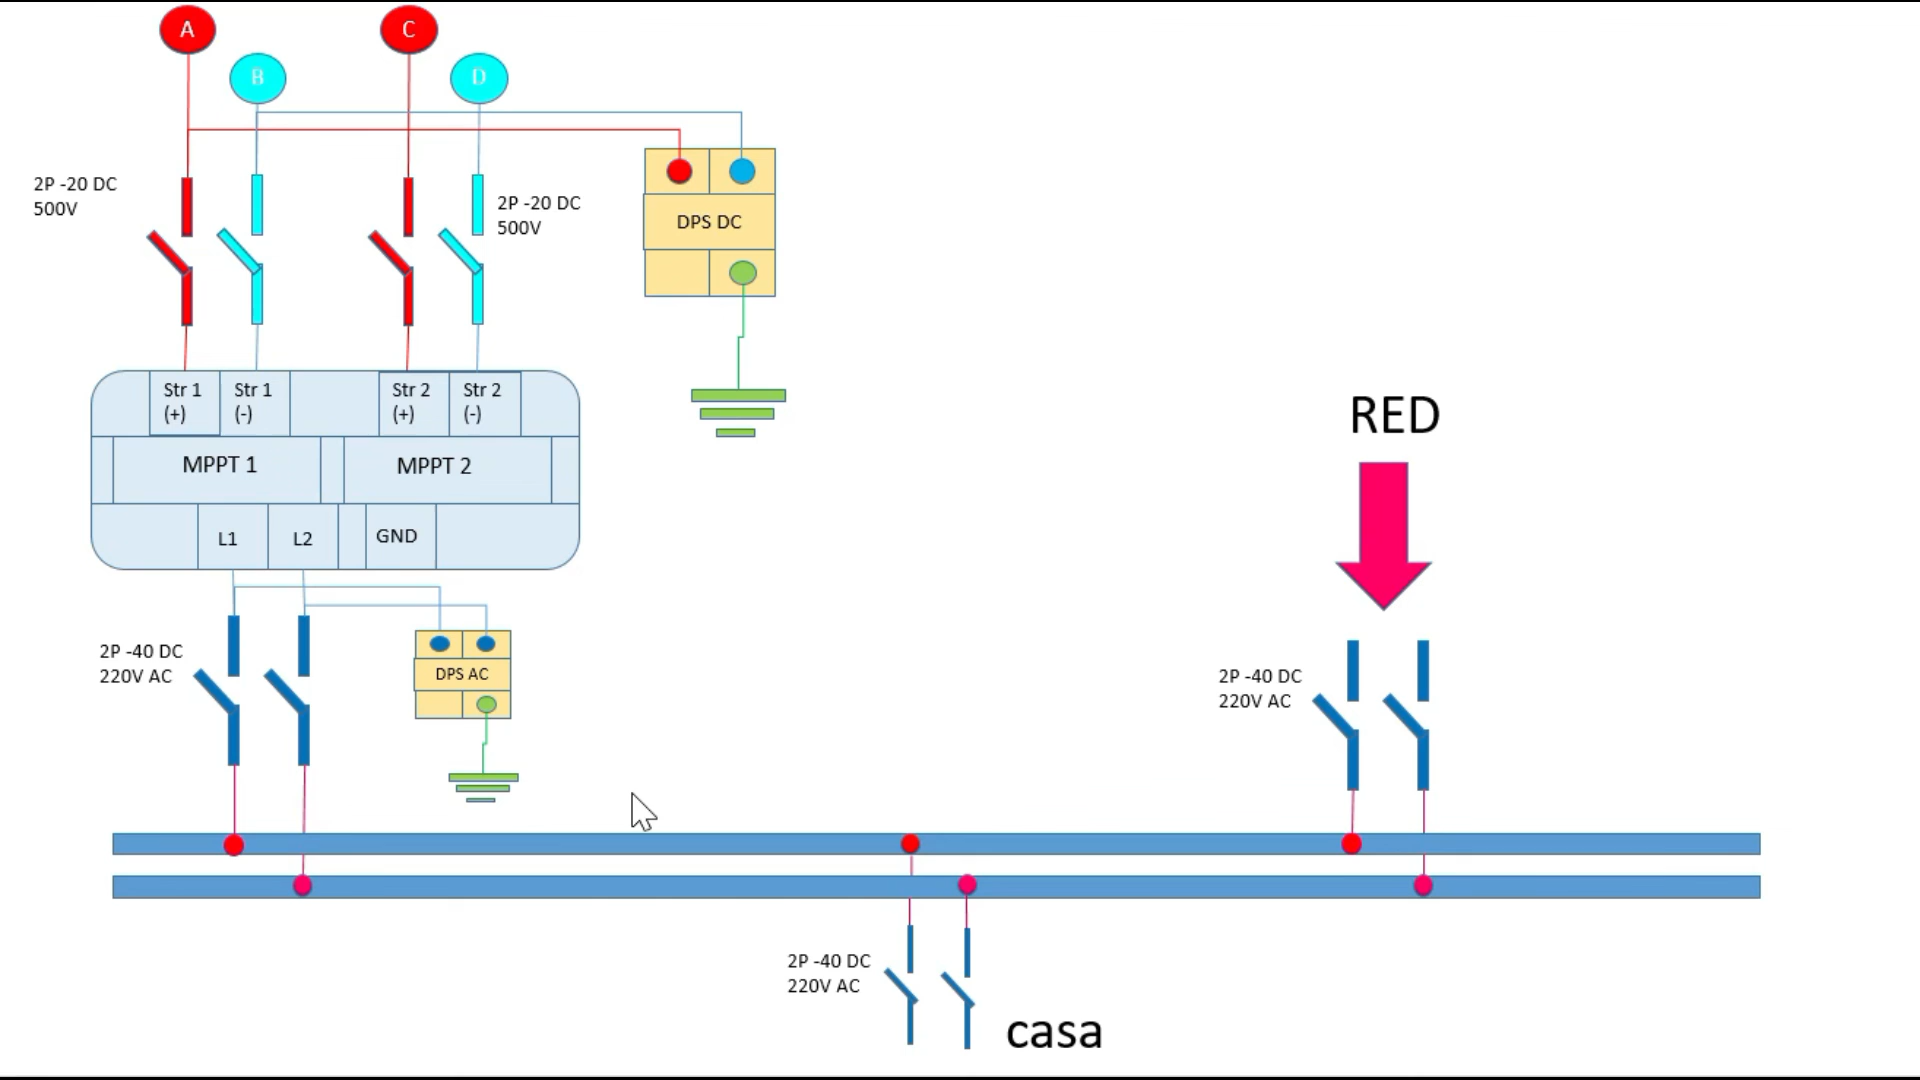 A
C
B
D
2P -20 DC
500V
2P -20 DC
500V
DPS DC
Str 1
(+)
Str 1
(-)
Str 2
(+)
Str 2
(-)
MPPT 1
MPPT 2
L1
L2
GND
RED
2P -40 DC
220V AC
DPS AC
2P -40 DC
220V AC
2P -40 DC
220V AC
casa